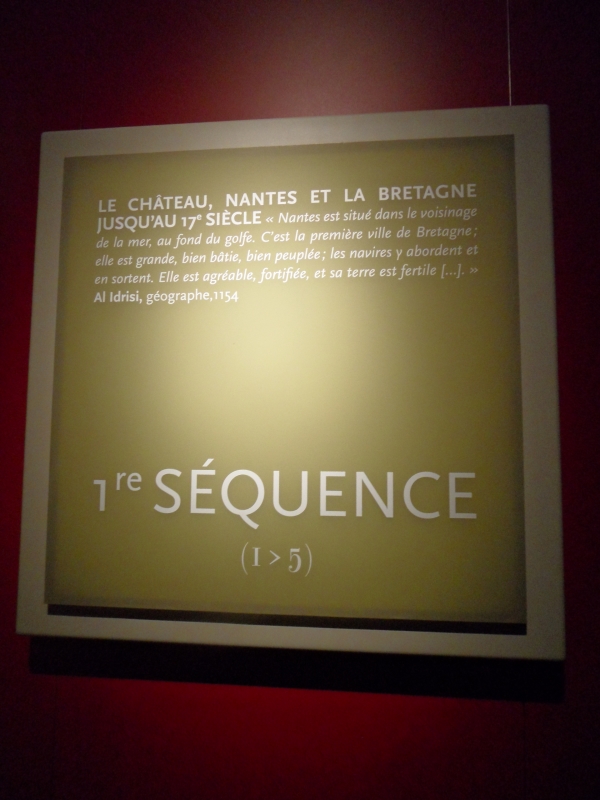 LE CHÂTEAU, NANTES ET LA BRETAGNE
JUSQU'AU 17e SIÈCLE « Nantes est situé dans le voisinage
de la mer, au fond du golfe. C'est la première ville de Bretagne ;
elle est grande, bien bâtie, bien peuplée ; les navires y abordent et
en sortent. Elle est agréable, fortifiée, et sa terre est fertile [...]. »
Al Idrisi, géographe,1154
1re SÉQUENCE
(1 > 5)